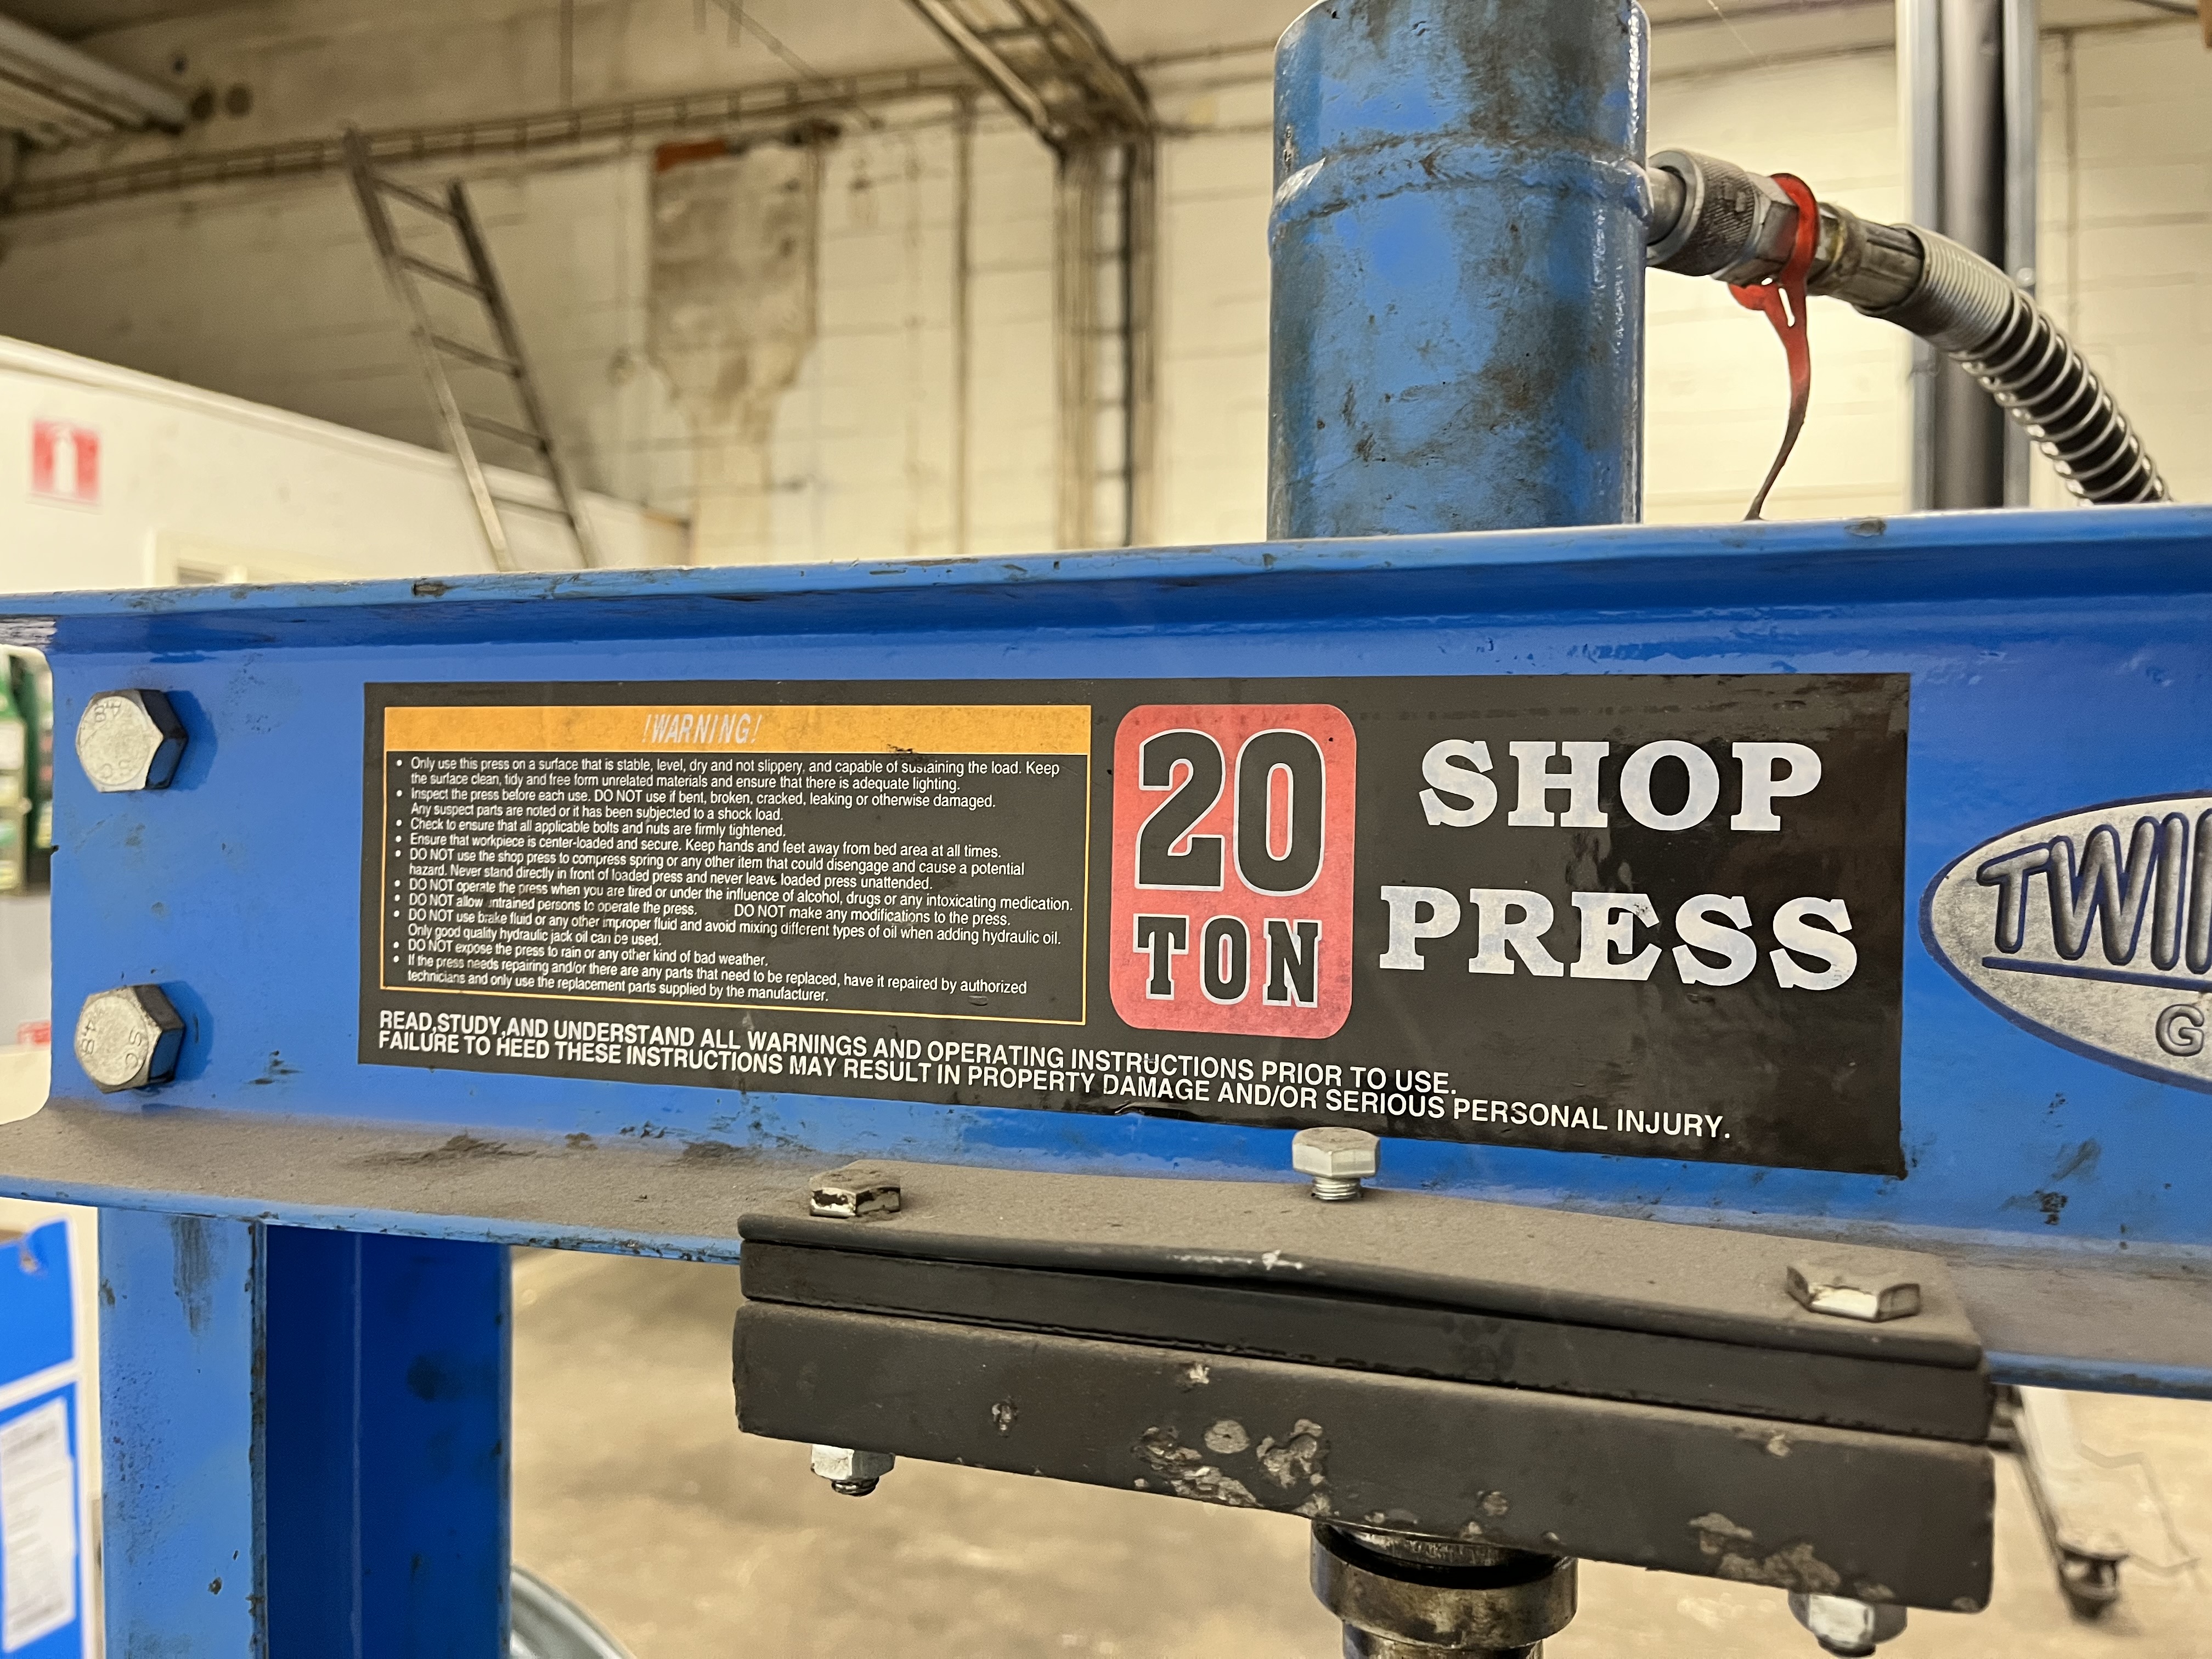 !WARNING!
• Only use this press on a surface that is stable, level, dry and not slippery, and capable of sustaining the load. Keep
the surface clean, tidy and free form unrelated materials and ensure that there is adequate lighting.
• Inspect the press before each use. DO NOT use if bent, broken, cracked, leaking or otherwise damaged.
Any suspect parts are noted or it has been subjected to a shock load.
• Check to ensure that all applicable bolts and nuts are firmly tightened.
• Ensure that workpiece is center-loaded and secure. Keep hands and feet away from bed area at all times.
• DO NOT use the shop press to compress spring or any other item that could disengage and cause a potential
hazard. Never stand directly in front of loaded press and never leave loaded press unattended.
• DO NOT operate the press when you are tired or under the influence of alcohol, drugs or any intoxicating medication.
• DO NOT allow untrained persons to operate the press. DO NOT make any modifications to the press.
• DO NOT use brake fluid or any other improper fluid and avoid mixing different types of oil when adding hydraulic oil.
Only good quality hydraulic jack oil can be used.
• DO NOT expose the press to rain or any other kind of bad weather.
• If the press needs repairing and/or there are any parts that need to be replaced, have it repaired by authorized
technicians and only use the replacement parts supplied by the manufacturer.
READ,STUDY,AND UNDERSTAND ALL WARNINGS AND OPERATING INSTRUCTIONS PRIOR TO USE.
FAILURE TO HEED THESE INSTRUCTIONS MAY RESULT IN PROPERTY DAMAGE AND/OR SERIOUS PERSONAL INJURY.
20
TON
SHOP
PRESS
TWI
G
8.4